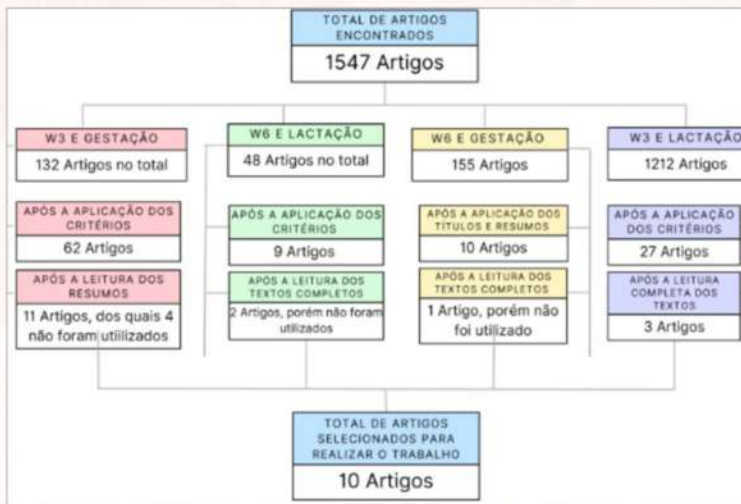 TOTAL DE ARTIGOS
ENCONTRADOS
1547 Artigos
W3 E GESTAÇÃO
132 Artigos no total
W6 E LACTAÇÃO
48 Artigos no total
W6 E GESTAÇÃO
155 Artigos
W3 E LACTAÇÃO
1212 Artigos
APÓS A APLICAÇÃO DOS
CRITÉRIOS
62 Artigos
APÓS A APLICAÇÃO DOS
CRITÉRIOS
9 Artigos
APÓS A APLICAÇÃO DOS
TÍTULOS E RESUMOS
10 Artigos
APÓS A APLICAÇÃO
DOS CRITÉRIOS
27 Artigos
APÓS A LEITURA DOS
RESUMOS
11 Artigos, dos quais 4
não foram utiilizados
APÓS A LEITURA DOS
TEXTOS COMPLETOS
2 Artigos, porém não foram
utilizados
APÓS A LEITURA DOS
TEXTOS COMPLETOS
1 Artigo, porém não
foi utilizado
APÓS A LEITURA
COMPLETA DOS
TEXTOS
3 Artigos
TOTAL DE ARTIGOS
SELECIONADOS PARA
REALIZAR O TRABALHO
10 Artigos